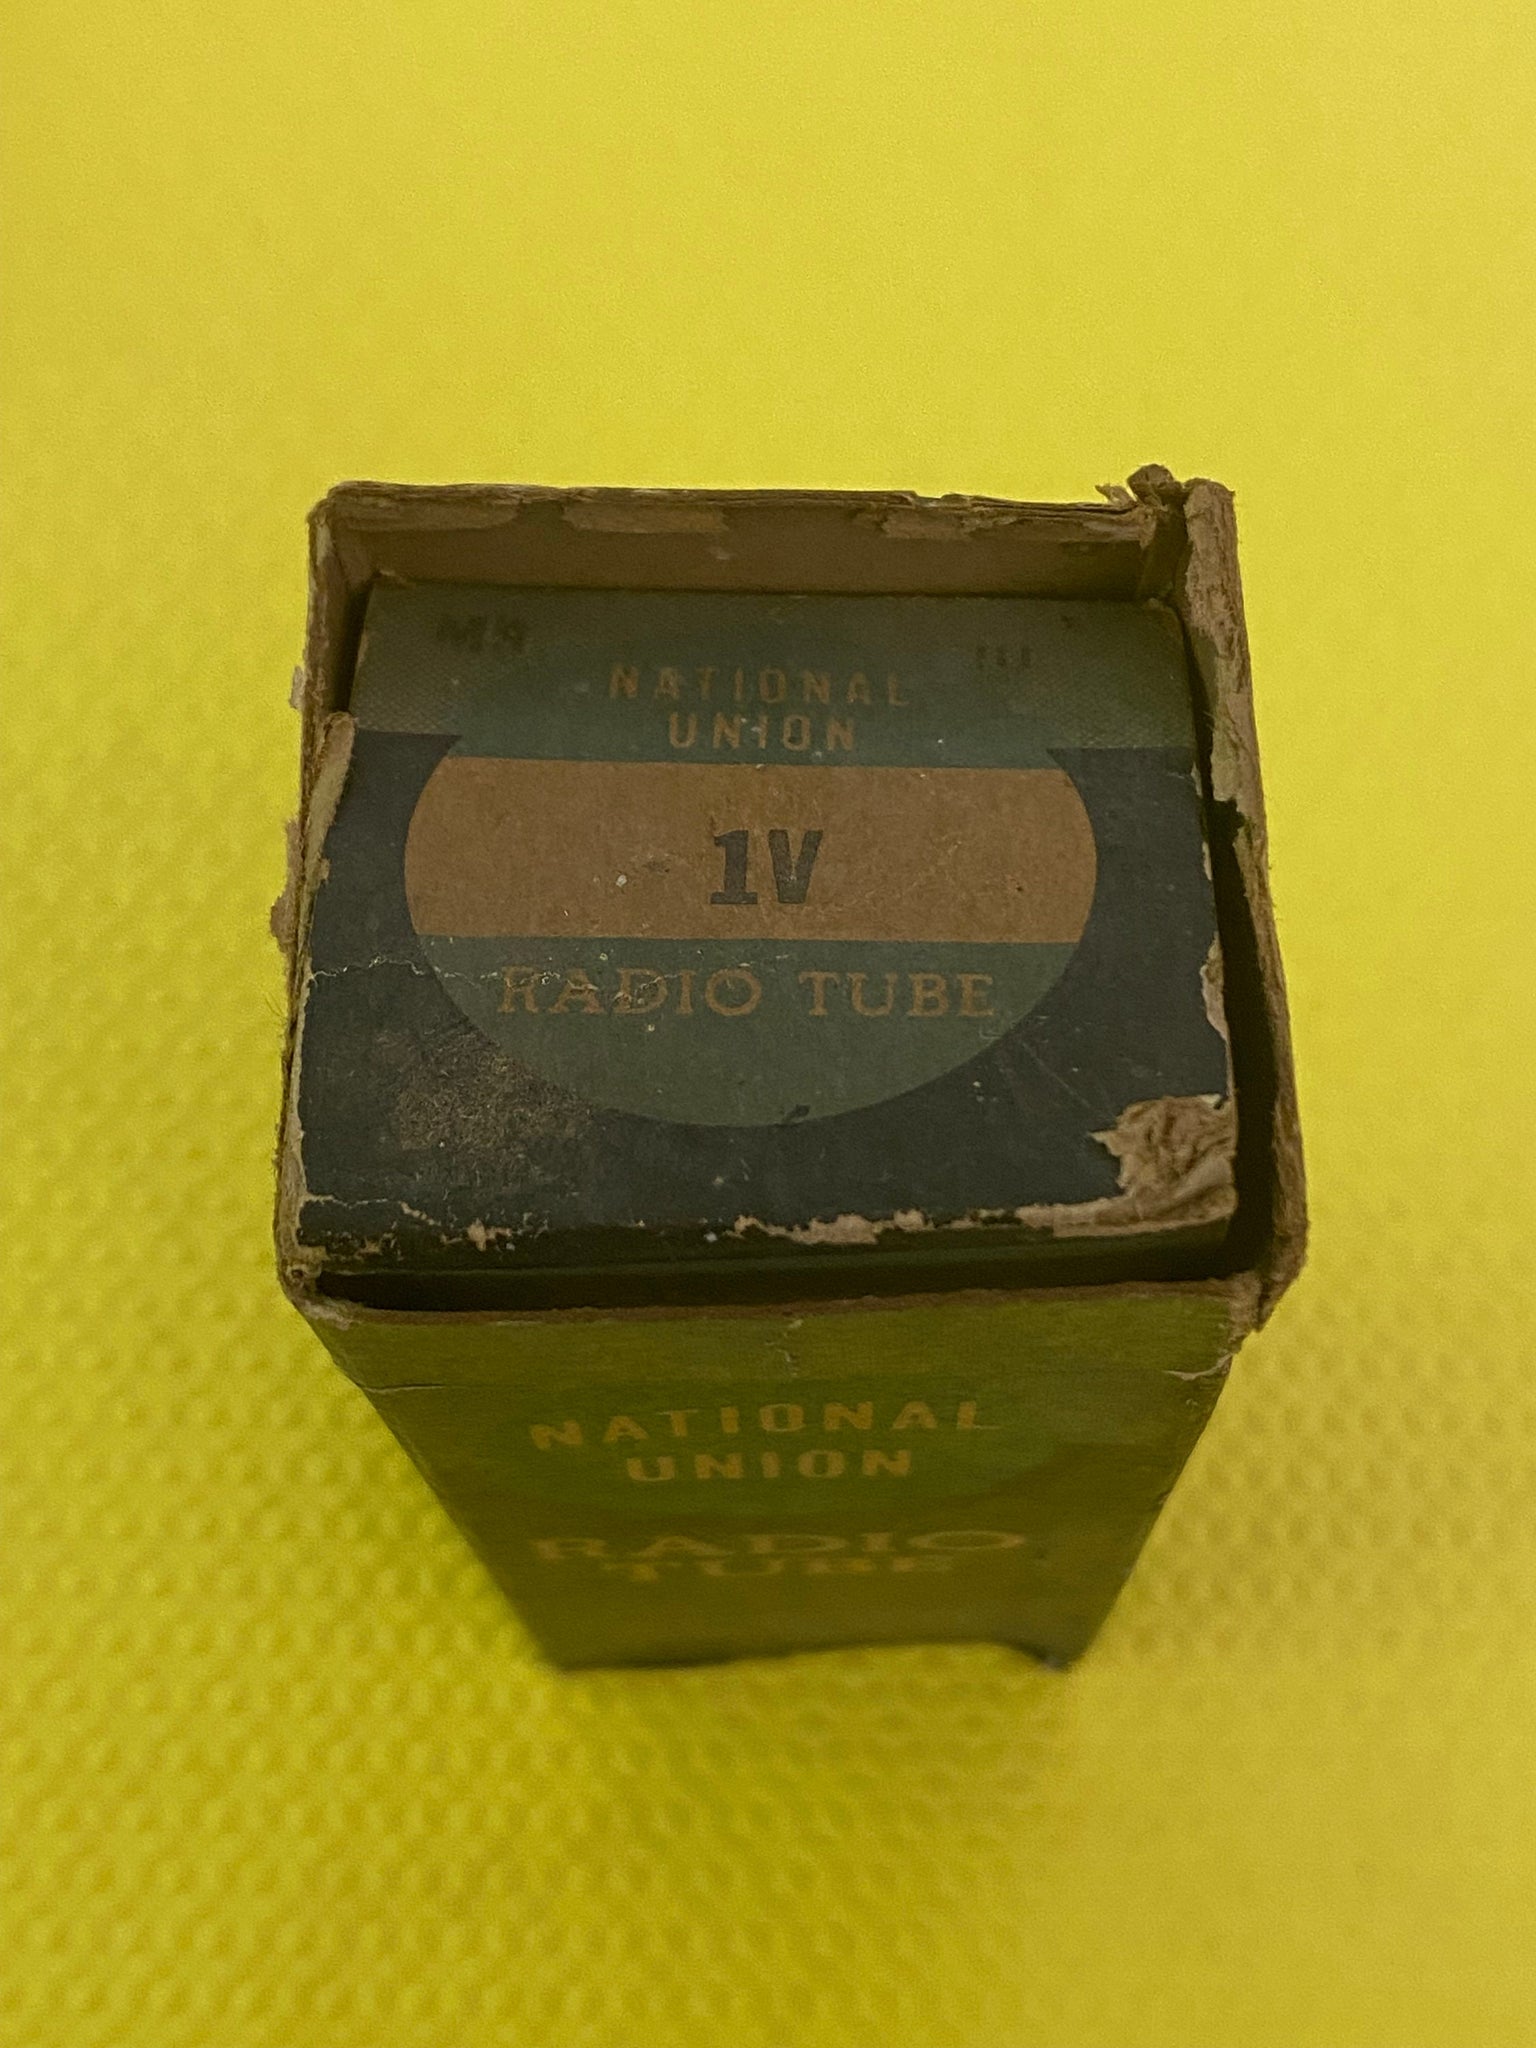 NATIONAL
UNION
1V
RADIO TUBE
NATIONAL
UNION
RADIO
TUBE